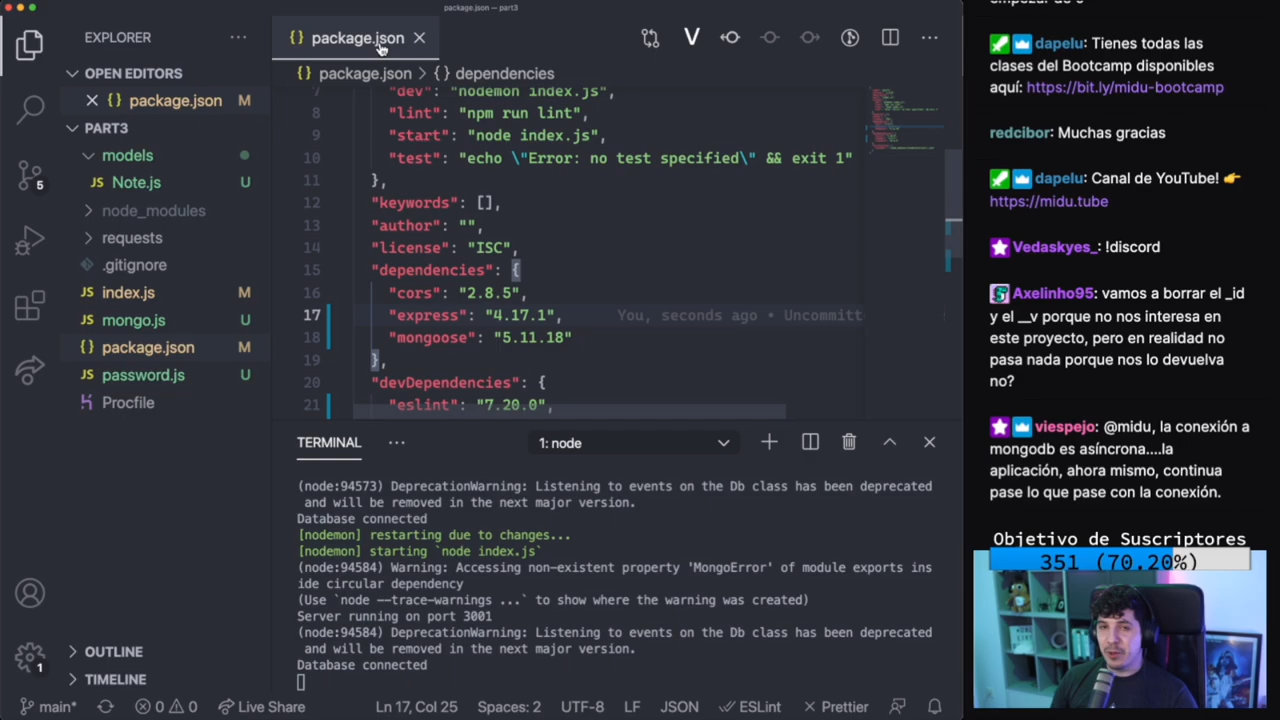 package.json — part3
EXPLORER
OPEN EDITORS
package.json M
PART3
models
Note.js U
node_modules
requests
.gitignore
JS index.js M
JS mongo.js U
{} package.json M
JS password.js U
Procfile
OUTLINE
TIMELINE
5
1
{} package.json
{} package.json > {} dependencies
7 "dev": "nodemon index.js",
8 "lint": "npm run lint",
9 "start": "node index.js",
10 "test": "echo \"Error: no test specified\" && exit 1"
11 },
12 "keywords": [],
13 "author": "",
14 "license": "ISC",
15 "dependencies": {
16 "cors": "2.8.5",
17 "express": "4.17.1", You, seconds ago • Uncommitt
18 "mongoose": "5.11.18"
19 },
20 "devDependencies": {
21 "eslint": "7.20.0",
TERMINAL
1: node
(node:94573) DeprecationWarning: Listening to events on the Db class has been deprecated
and will be removed in the next major version.
Database connected
[nodemon] restarting due to changes...
[nodemon] starting `node index.js`
(node:94584) Warning: Accessing non-existent property 'MongoError' of module exports ins
ide circular dependency
(Use `node --trace-warnings ...` to show where the warning was created)
Server running on port 3001
(node:94584) DeprecationWarning: Listening to events on the Db class has been deprecated
and will be removed in the next major version.
Database connected
main* 0 0 Live Share Ln 17, Col 25 Spaces: 2 UTF-8 LF JSON ESLint Prettier
dapelu: Tienes todas las
clases del Bootcamp disponibles
aquí: https://bit.ly/midu-bootcamp
redcibor: Muchas gracias
dapelu: Canal de YouTube! 👉
https://midu.tube
Vedaskyes_: !discord
Axelinho95: vamos a borrar el _id
y el __v porque no nos interesa en
este proyecto, pero en realidad no
pasa nada porque nos lo devuelva
no?
viespejo: @midu, la conexión a
mongodb es asíncrona....la
aplicación, ahora mismo, continua
pase lo que pase con la conexión.
Objetivo de Suscriptores
351 (70.20%)